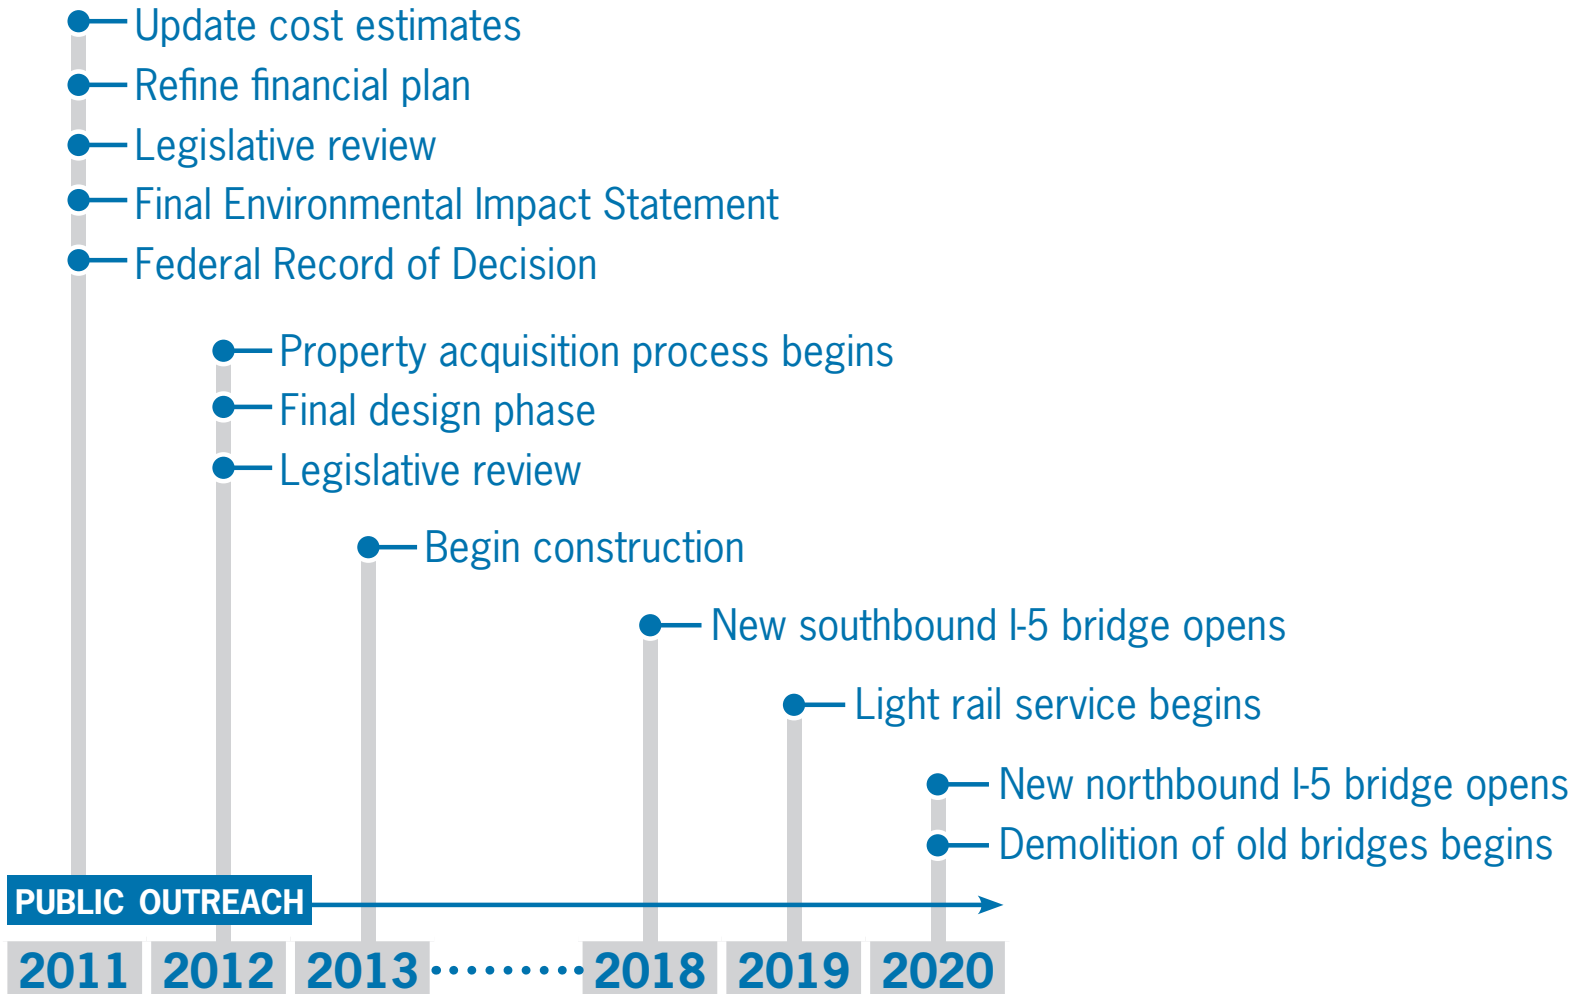 Update cost estimates
Refine financial plan
Legislative review
Final Environmental Impact Statement
Federal Record of Decision
Property acquisition process begins
Final design phase
Legislative review
Begin construction
New southbound I-5 bridge opens
Light rail service begins
New northbound I-5 bridge opens
Demolition of old bridges begins
PUBLIC OUTREACH
2011 2012 2013 2018 2019 2020